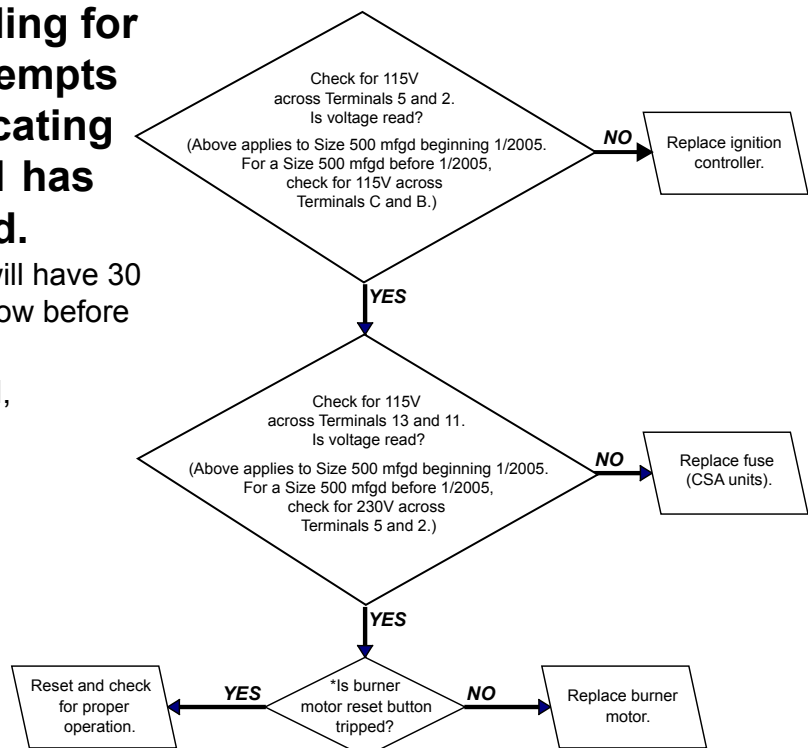 ling for
empts
cating
has
d.
will have 30
ow before
Check for 115V
across Terminals 5 and 2.
Is voltage read?
(Above applies to Size 500 mfgd beginning 1/2005.
For a Size 500 mfgd before 1/2005,
check for 115V across
Terminals C and B.)
NO
Replace ignition
controller.
YES
Check for 115V
across Terminals 13 and 11.
Is voltage read?
(Above applies to Size 500 mfgd beginning 1/2005.
For a Size 500 mfgd before 1/2005,
check for 230V across
Terminals 5 and 2.)
NO
Replace fuse
(CSA units).
YES
Reset and check
for proper
operation.
YES
*Is burner
motor reset button
tripped?
NO
Replace burner
motor.